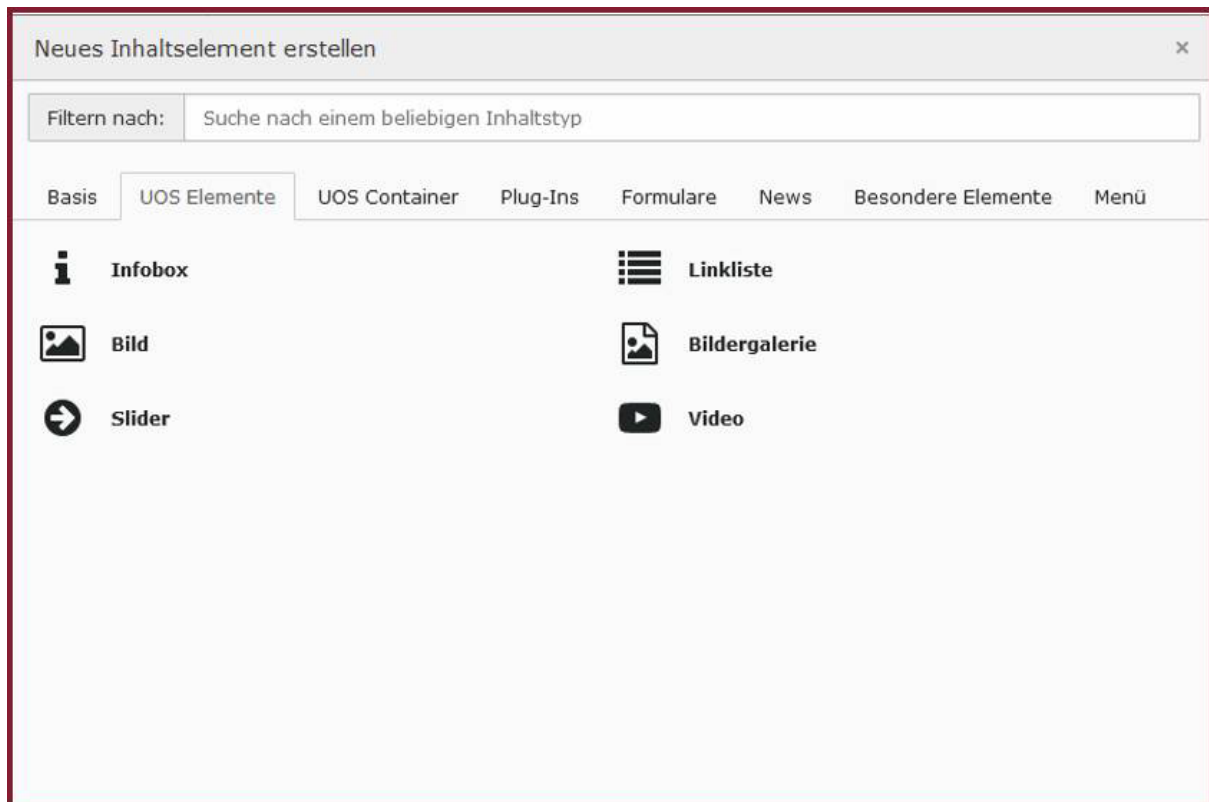 Neues Inhaltselement erstellen ×
Filtern nach: Suche nach einem beliebigen Inhaltstyp
Basis UOS Elemente UOS Container Plug-Ins Formulare News Besondere Elemente Menü
Infobox Linkliste
Bild Bildergalerie
Slider Video